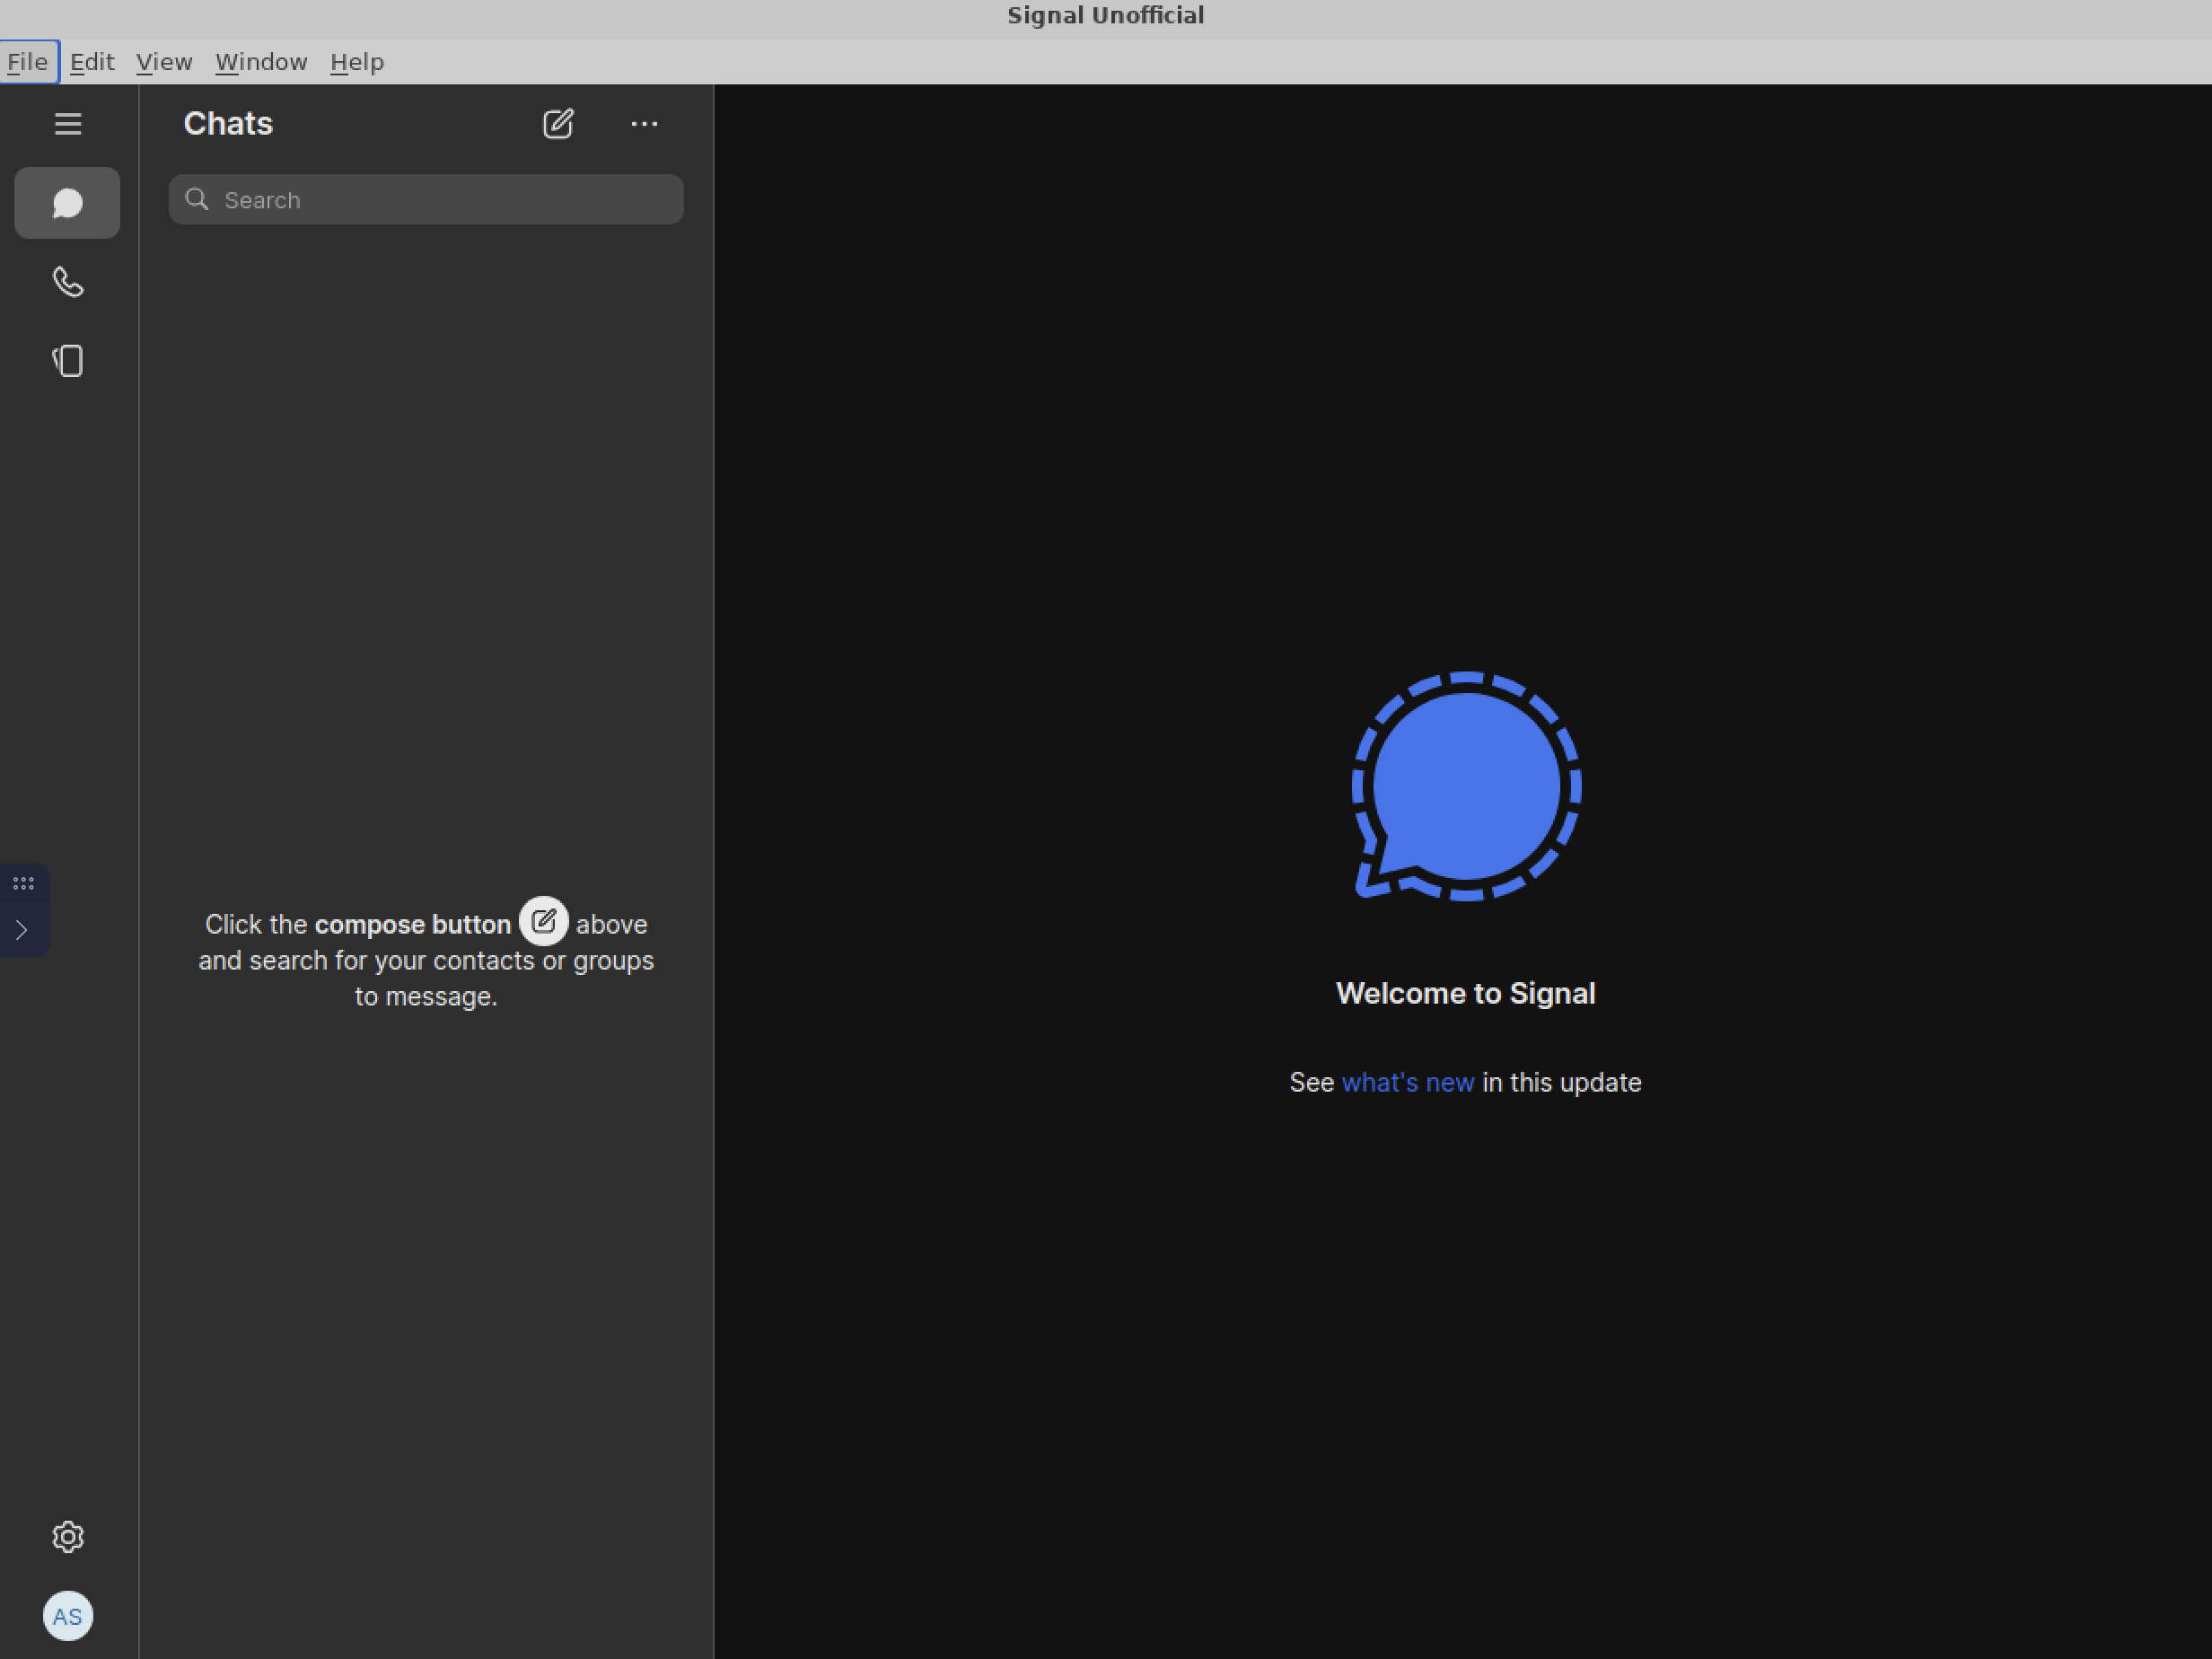 Signal Unofficial
File Edit View Window Help
Chats
Search
Click the compose button above
and search for your contacts or groups
to message.
Welcome to Signal
See what's new in this update
AS